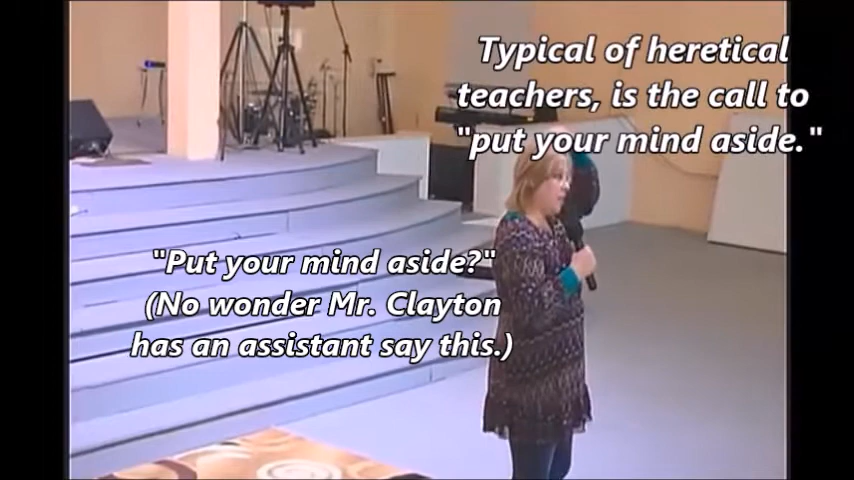 Typical of heretical
teachers, is the call to
"put your mind aside."
"Put your mind aside?"
(No wonder Mr. Clayton
has an assistant say this.)